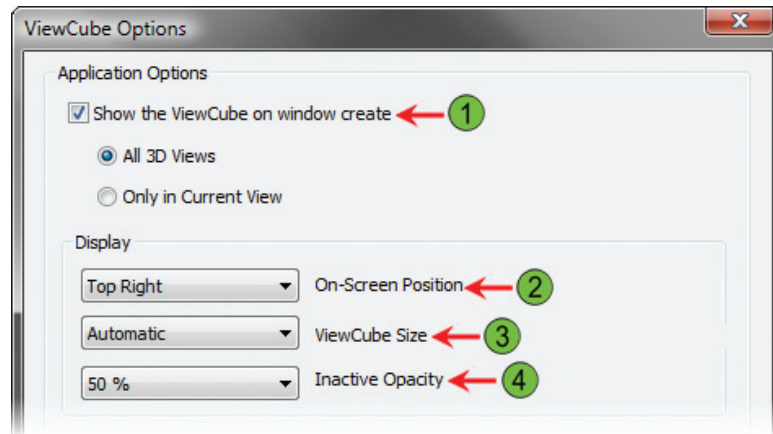 ViewCube Options
Application Options
Show the ViewCube on window create 1
All 3D Views
Only in Current View
Display
Top Right On-Screen Position 2
Automatic ViewCube Size 3
50 % Inactive Opacity 4